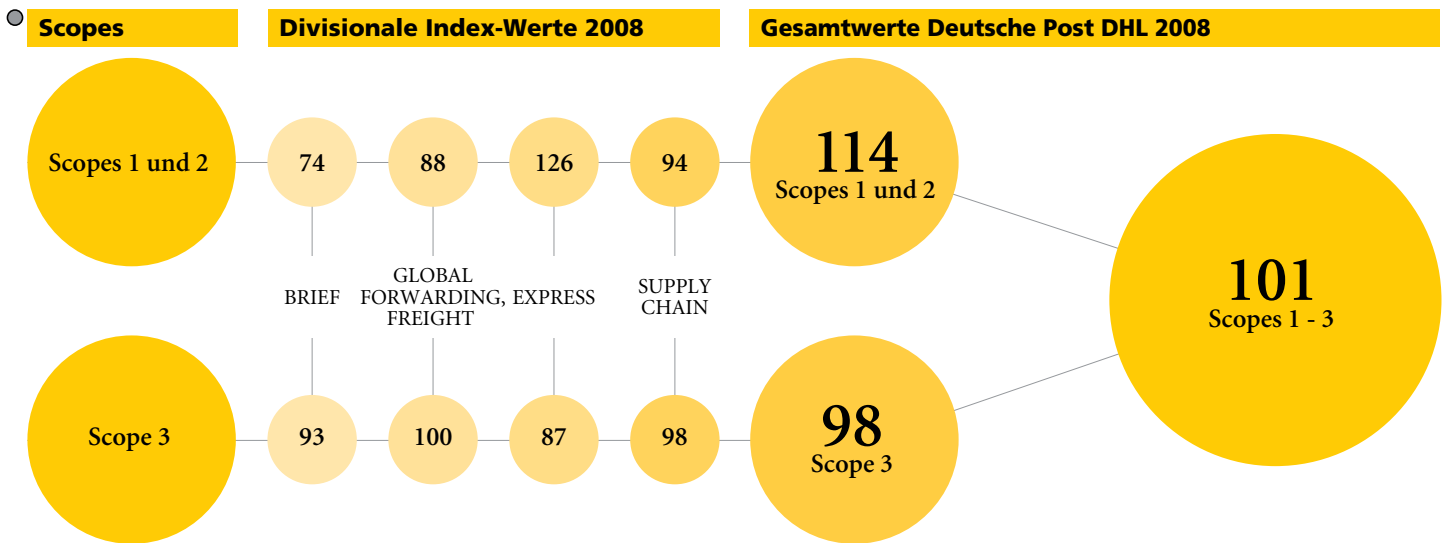 Scopes
Divisionale Index-Werte 2008
Gesamtwerte Deutsche Post DHL 2008
Scopes 1 und 2
74
88
126
94
114
Scopes 1 und 2
BRIEF
GLOBAL
FORWARDING,
FREIGHT
EXPRESS
SUPPLY
CHAIN
101
Scopes 1 - 3
Scope 3
93
100
87
98
98
Scope 3